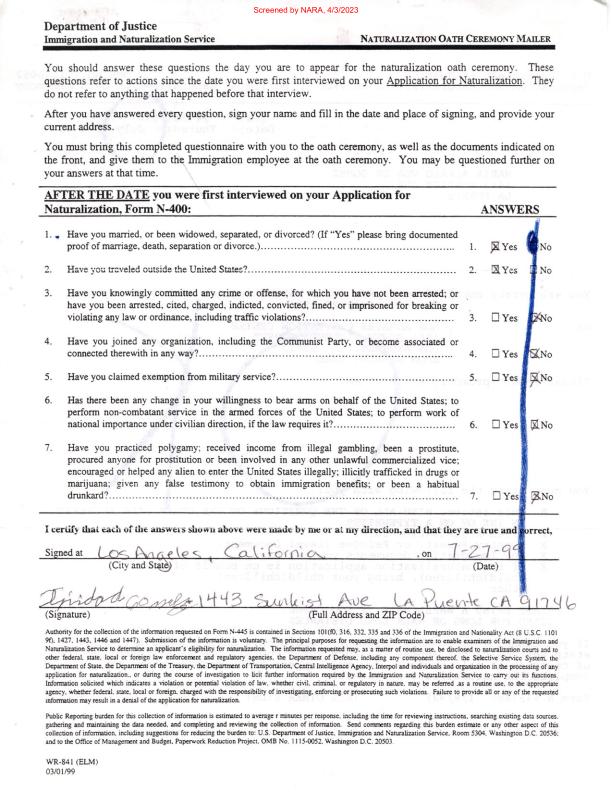 Screened by NARA, 4/3/2023
Department of Justice
Immigration and Naturalization Service NATURALIZATION OATH CEREMONY MAILER
You should answer these questions the day you are to appear for the naturalization oath ceremony. These
questions refer to actions since the date you were first interviewed on your Application for Naturalization. They
do not refer to anything that happened before that interview.
After you have answered every question, sign your name and fill in the date and place of signing, and provide your
current address.
You must bring this completed questionnaire with you to the oath ceremony, as well as the documents indicated on
the front, and give them to the Immigration employee at the oath ceremony. You may be questioned further on
your answers at that time.
AFTER THE DATE you were first interviewed on your Application for
Naturalization, Form N-400: ANSWERS
1. Have you married, or been widowed, separated, or divorced? (If "Yes" please bring documented
proof of marriage, death, separation or divorce.) 1. ☒ Yes ☐ No
2. Have you traveled outside the United States? 2. ☒ Yes ☐ No
3. Have you knowingly committed any crime or offense, for which you have not been arrested; or
have you been arrested, cited, charged, indicted, convicted, fined, or imprisoned for breaking or
violating any law or ordinance, including traffic violations? 3. ☐ Yes ☒ No
4. Have you joined any organization, including the Communist Party, or become associated or
connected therewith in any way? 4. ☐ Yes ☒ No
5. Have you claimed exemption from military service? 5. ☐ Yes ☒ No
6. Has there been any change in your willingness to bear arms on behalf of the United States; to
perform non-combatant service in the armed forces of the United States; to perform work of
national importance under civilian direction, if the law requires it? 6. ☐ Yes ☒ No
7. Have you practiced polygamy; received income from illegal gambling, been a prostitute,
procured anyone for prostitution or been involved in any other unlawful commercialized vice;
encouraged or helped any alien to enter the United States illegally; illicitly trafficked in drugs or
marijuana; given any false testimony to obtain immigration benefits; or been a habitual
drunkard? 7. ☐ Yes ☒ No
I certify that each of the answers shown above were made by me or at my direction, and that they are true and correct,
Signed at Los Angeles, California , on 7-27-99
(City and State) (Date)
Trinidad Gomez 1443 Sunkist Ave LA Puente CA 91746
(Signature) (Full Address and ZIP Code)
Authority for the collection of the information requested on Form N-445 is contained in Sections 101(f0, 316, 332, 335 and 336 of the Immigration and Nationality Act (8 U.S.C. 1101
9f), 1427, 1443, 1446 and 1447). Submission of the information is voluntary. The principal purposes for requesting the information are to enable examiners of the Immigration and
Naturalization Service to determine an applicant's eligibility for naturalization. The information requested may, as a matter of routine use, be disclosed to naturalization courts and to
other federal, state, local or foreign law enforcement and regulatory agencies, the Department of Defense, including any component thereof, the Selective Service System, the
Department of State, the Department of the Treasury, the Department of Transportation, Central Intelligence Agency, Interpol and individuals and organization in the processing of any
application for naturalization., or during the course of investigation to licit further information required by the Immigration and Naturalization Service to carry out its functions.
Information solicited which indicates a violation or potential violation of law, whether civil, criminal, or regulatory in nature, may be referred .as a routine use, to the appropriate
agency, whether federal, state, local or foreign, charged with the responsibility of investigating, enforcing or prosecuting such violations. Failure to provide all or any of the requested
information may result in a denial of the application for naturalization.
Public Reporting burden for this collection of information is estimated to average r minutes per response, including the time for reviewing instructions, searching existing data sources,
gathering and maintaining the data needed, and completing and reviewing the collection of information. Send comments regarding this burden estimate or any other aspect of this
collection of information, including suggestions for reducing the burden to: U.S. Department of Justice, Immigration and Naturalization Service, Room 5304, Washington D.C. 20536;
and to the Office of Management and Budget, Paperwork Reduction Project, OMB No. 1115-0052, Washington D.C. 20503.
WR-841 (ELM)
03/01/99